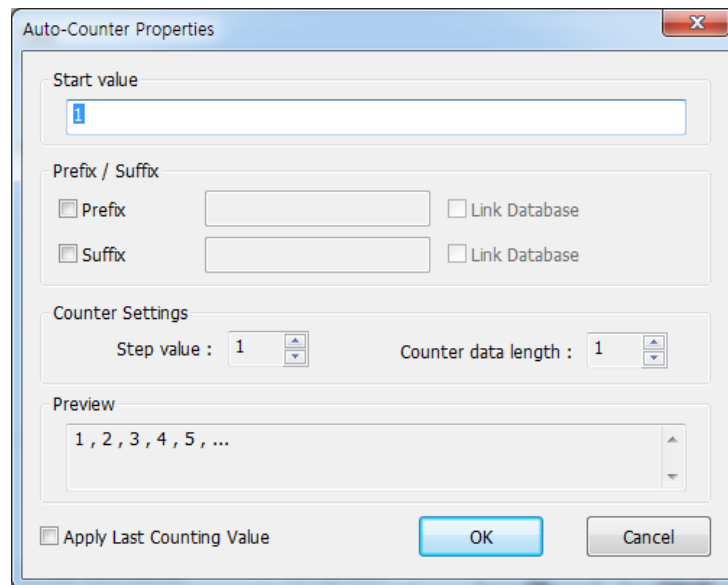 Auto-Counter Properties
Start value
1
Prefix / Suffix
Prefix Link Database
Suffix Link Database
Counter Settings
Step value : 1 Counter data length : 1
Preview
1 , 2 , 3 , 4 , 5 , ...
Apply Last Counting Value OK Cancel